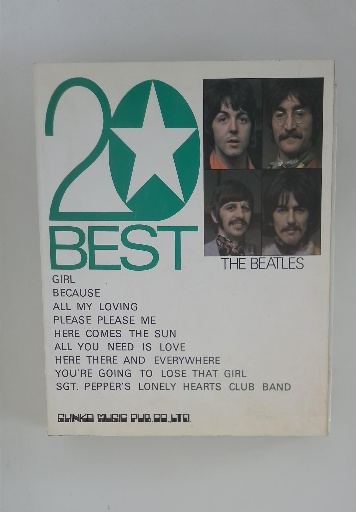 20
BEST
THE BEATLES
GIRL
BECAUSE
ALL MY LOVING
PLEASE PLEASE ME
HERE COMES THE SUN
ALL YOU NEED IS LOVE
HERE THERE AND EVERYWHERE
YOU'RE GOING TO LOSE THAT GIRL
SGT. PEPPER'S LONELY HEARTS CLUB BAND
SHINKO MUSIC PUB.CO.,LTD.